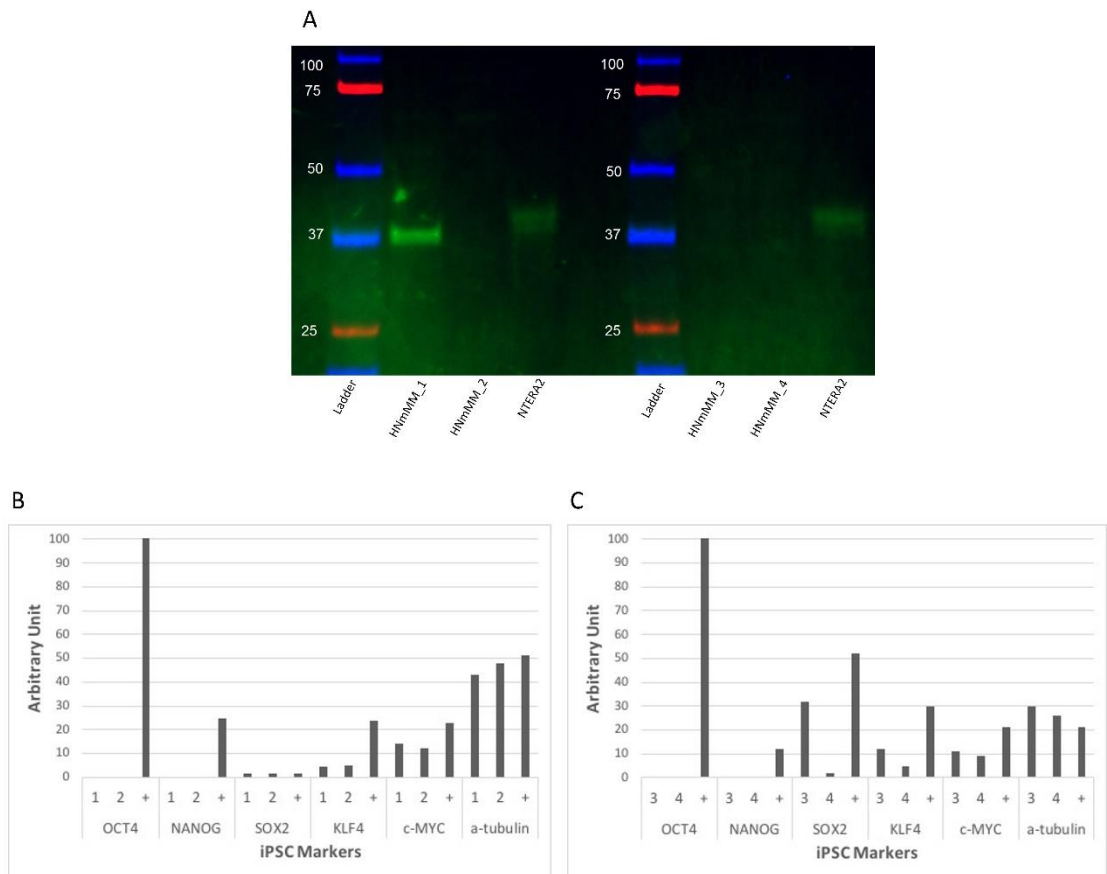 A
100
75
50
37
25
100
75
50
37
25
Ladder
HNmMM_1
HNmMM_2
NTERA2
Ladder
HNmMM_3
HNmMM_4
NTERA2
B
100
90
80
70
60
50
40
30
20
10
0
Arbitrary Unit
1 2 + 1 2 + 1 2 + 1 2 + 1 2 + 1 2 +
OCT4 NANOG SOX2 KLF4 c-MYC a-tubulin
iPSC Markers
C
100
90
80
70
60
50
40
30
20
10
0
Arbitrary Unit
3 4 + 3 4 + 3 4 + 3 4 + 3 4 + 3 4 +
OCT4 NANOG SOX2 KLF4 c-MYC a-tubulin
iPSC Markers